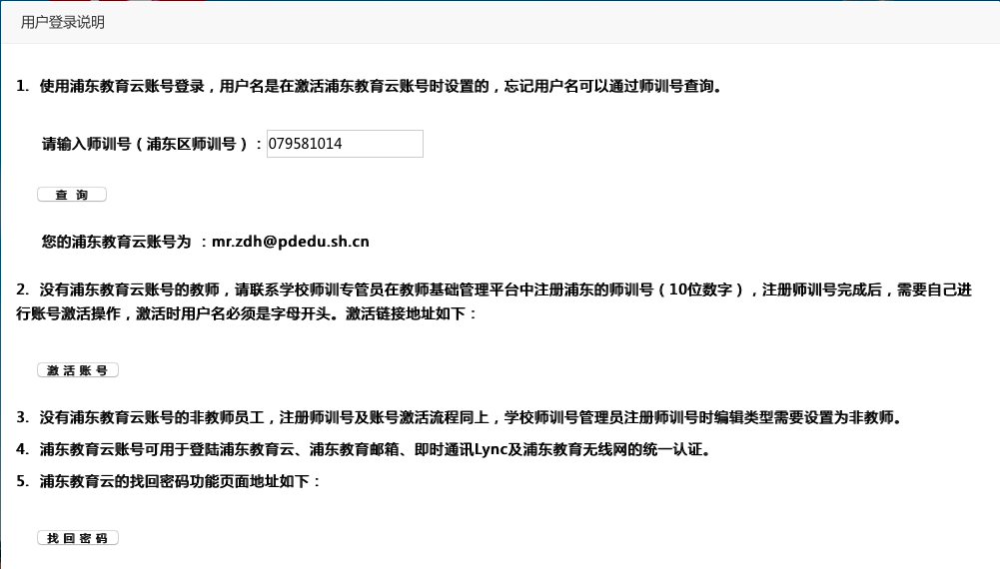 用户登录说明
1. 使用浦东教育云账号登录，用户名是在激活浦东教育云账号时设置的，忘记用户名可以通过师训号查询。
请输入师训号（浦东区师训号）：079581014
查 询
您的浦东教育云账号为 ：mr.zdh@pdedu.sh.cn
2. 没有浦东教育云账号的教师，请联系学校师训专管员在教师基础管理平台中注册浦东的师训号（10位数字），注册师训号完成后，需要自己进
行账号激活操作，激活时用户名必须是字母开头。激活链接地址如下：
激 活 账 号
3. 没有浦东教育云账号的非教师员工，注册师训号及账号激活流程同上，学校师训号管理员注册师训号时编辑类型需要设置为非教师。
4. 浦东教育云账号可用于登陆浦东教育云、浦东教育邮箱、即时通讯Lync及浦东教育无线网的统一认证。
5. 浦东教育云的找回密码功能页面地址如下：
找 回 密 码